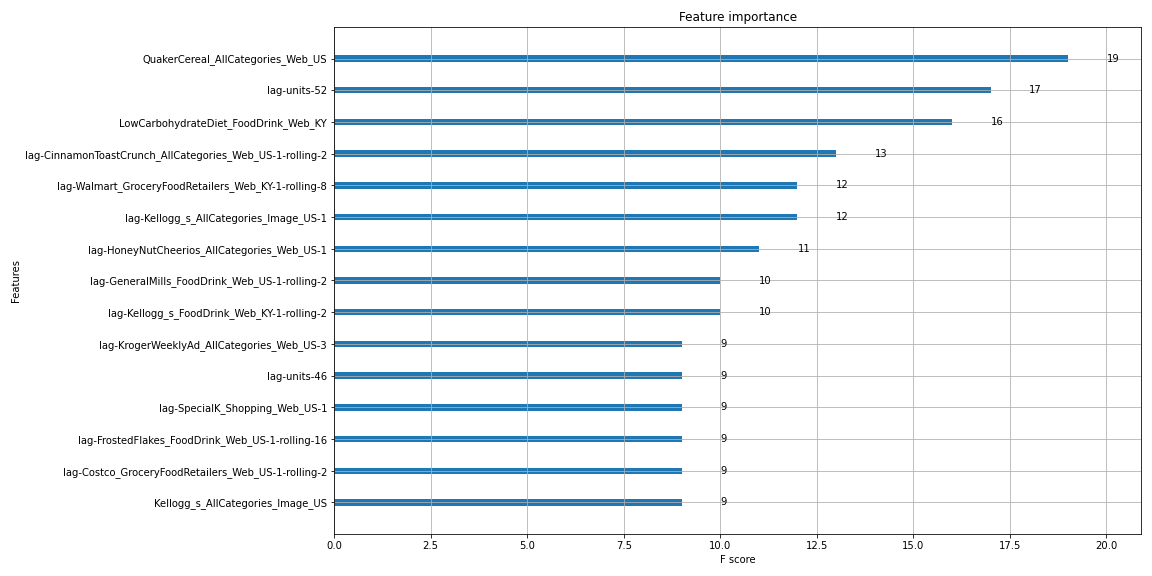 Feature importance
QuakerCereal_AllCategories_Web_US 19
lag-units-52 17
LowCarbohydrateDiet_FoodDrink_Web_KY 16
lag-CinnamonToastCrunch_AllCategories_Web_US-1-rolling-2 13
lag-Walmart_GroceryFoodRetailers_Web_KY-1-rolling-8 12
lag-Kellogg_s_AllCategories_Image_US-1 12
lag-HoneyNutCheerios_AllCategories_Web_US-1 11
lag-GeneralMills_FoodDrink_Web_US-1-rolling-2 10
lag-Kellogg_s_FoodDrink_Web_KY-1-rolling-2 10
lag-KrogerWeeklyAd_AllCategories_Web_US-3 9
lag-units-46 9
lag-SpecialK_Shopping_Web_US-1 9
lag-FrostedFlakes_FoodDrink_Web_US-1-rolling-16 9
lag-Costco_GroceryFoodRetailers_Web_US-1-rolling-2 9
Kellogg_s_AllCategories_Image_US 9
Features
0.0 2.5 5.0 7.5 10.0 12.5 15.0 17.5 20.0
F score